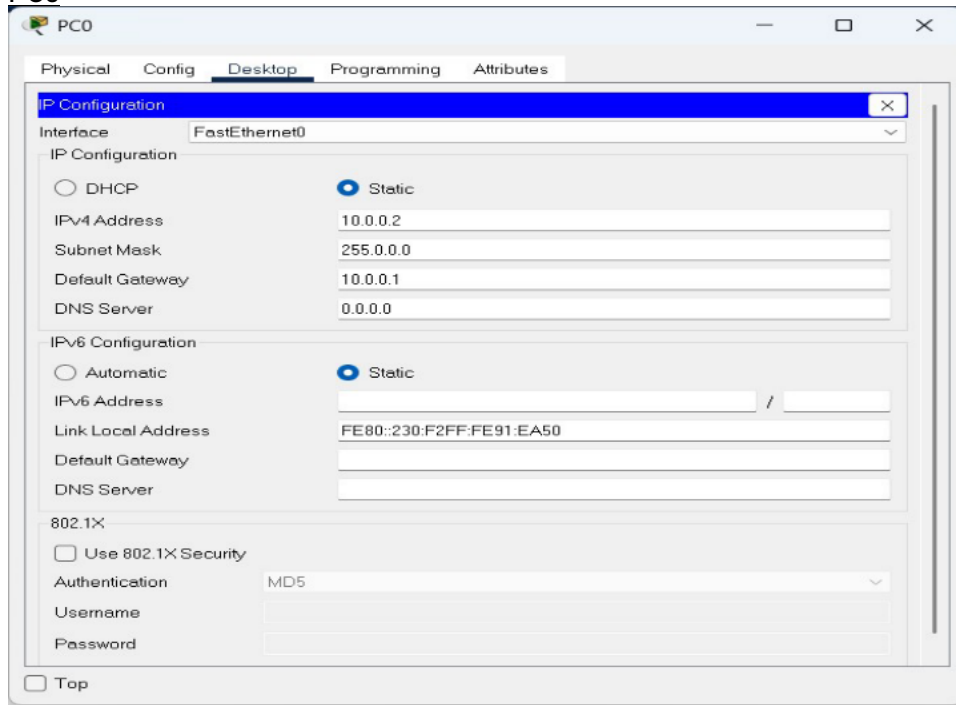 PC0
PC0
Physical Config Desktop Programming Attributes
IP Configuration
Interface FastEthernet0
IP Configuration
DHCP Static
IPv4 Address 10.0.0.2
Subnet Mask 255.0.0.0
Default Gateway 10.0.0.1
DNS Server 0.0.0.0
IPv6 Configuration
Automatic Static
IPv6 Address /
Link Local Address FE80::230:F2FF:FE91:EA50
Default Gateway
DNS Server
802.1X
Use 802.1X Security
Authentication MD5
Username
Password
Top